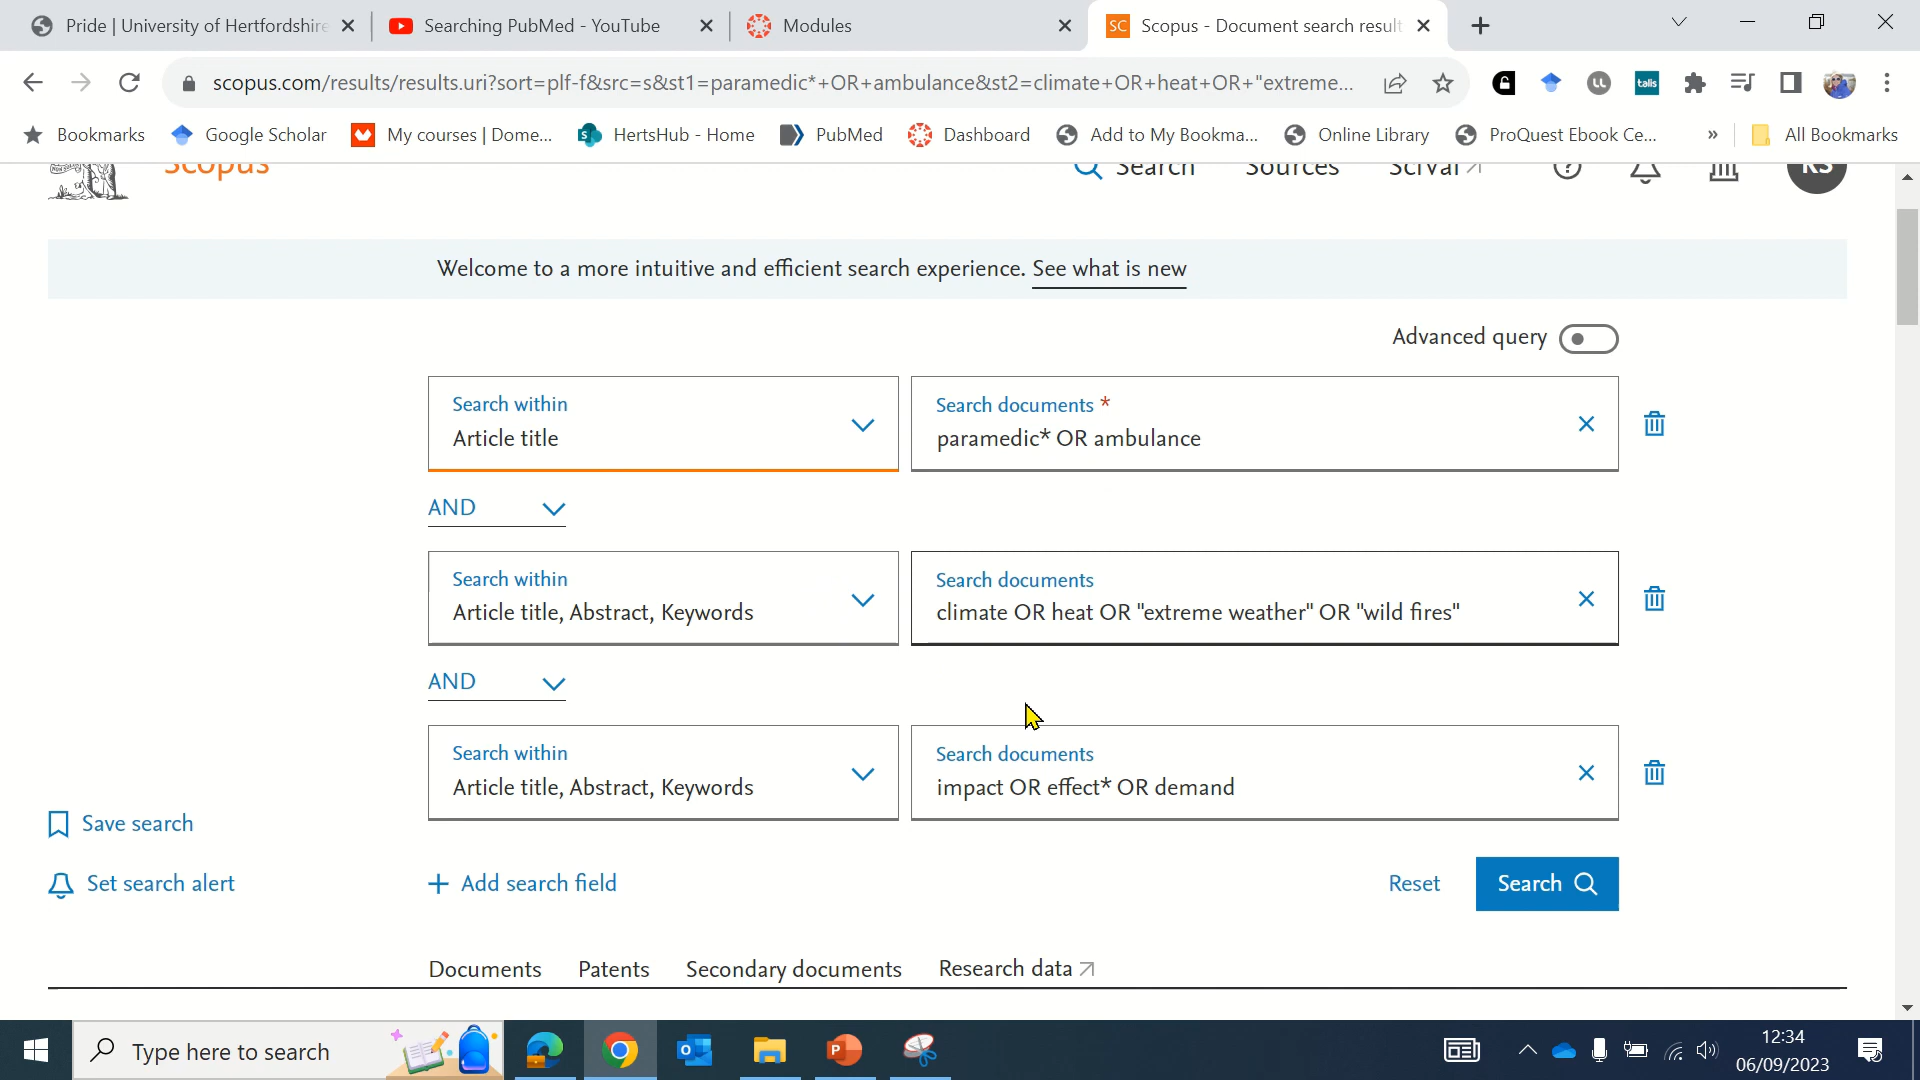 Pride | University of Hertfordshire
Searching PubMed - YouTube
Modules
SC Scopus - Document search result
scopus.com/results/results.uri?sort=plf-f&src=s&st1=paramedic*+OR+ambulance&st2=climate+OR+heat+OR+"extreme...
talis
Bookmarks
Google Scholar
My courses | Dome...
HertsHub - Home
PubMed
Dashboard
Add to My Bookma...
Online Library
ProQuest Ebook Ce...
» All Bookmarks
Scopus
Search
Sources
SciVal
RS
Welcome to a more intuitive and efficient search experience. See what is new
Advanced query
Search within
Article title
Search documents *
paramedic* OR ambulance
AND
Search within
Article title, Abstract, Keywords
Search documents
climate OR heat OR "extreme weather" OR "wild fires"
AND
Search within
Article title, Abstract, Keywords
Search documents
impact OR effect* OR demand
Save search
Set search alert
+ Add search field
Reset
Search
Documents
Patents
Secondary documents
Research data
Type here to search
12:34
06/09/2023